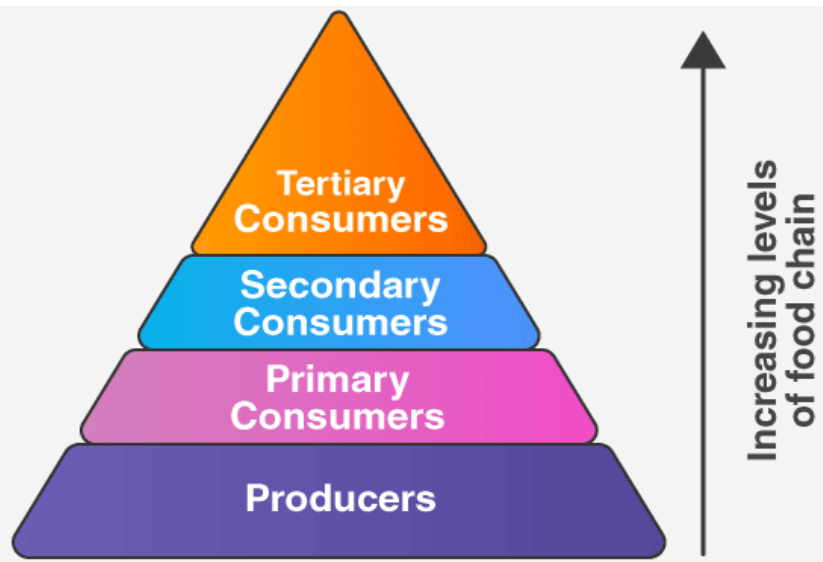 Tertiary
Consumers
Secondary
Consumers
Primary
Consumers
Producers
Increasing levels
of food chain